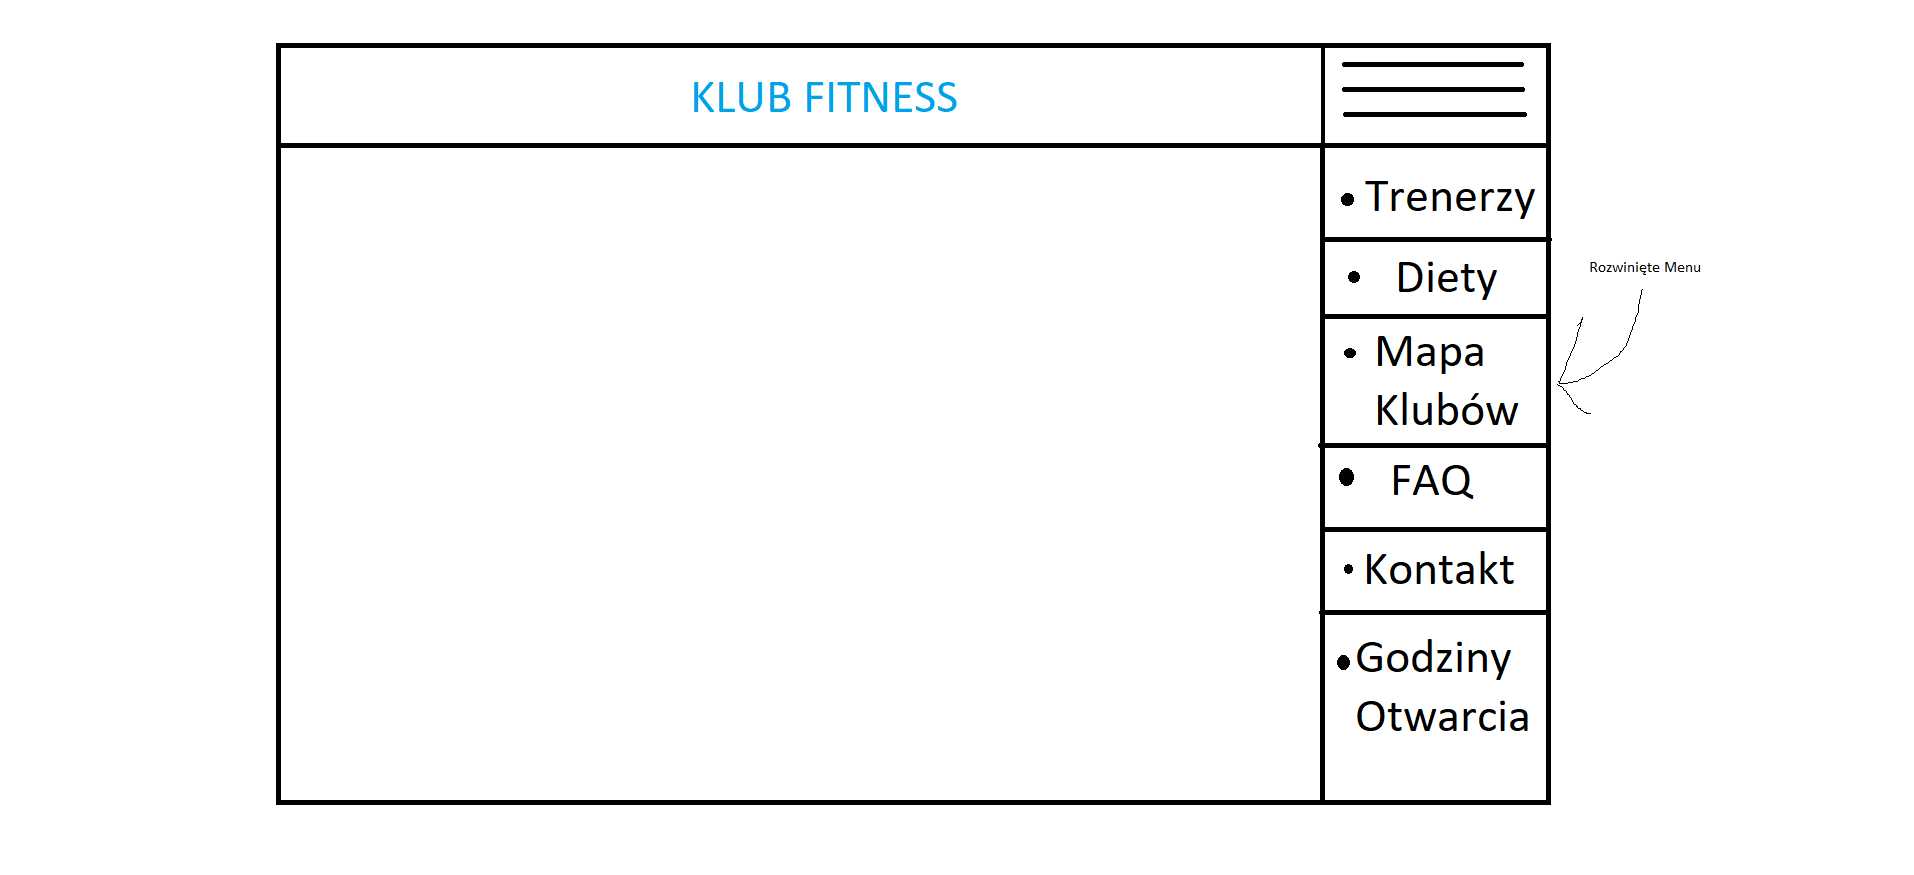 KLUB FITNESS
Trenerzy
Diety
Rozwinięte Menu
Mapa
Klubów
FAQ
Kontakt
Godziny
Otwarcia